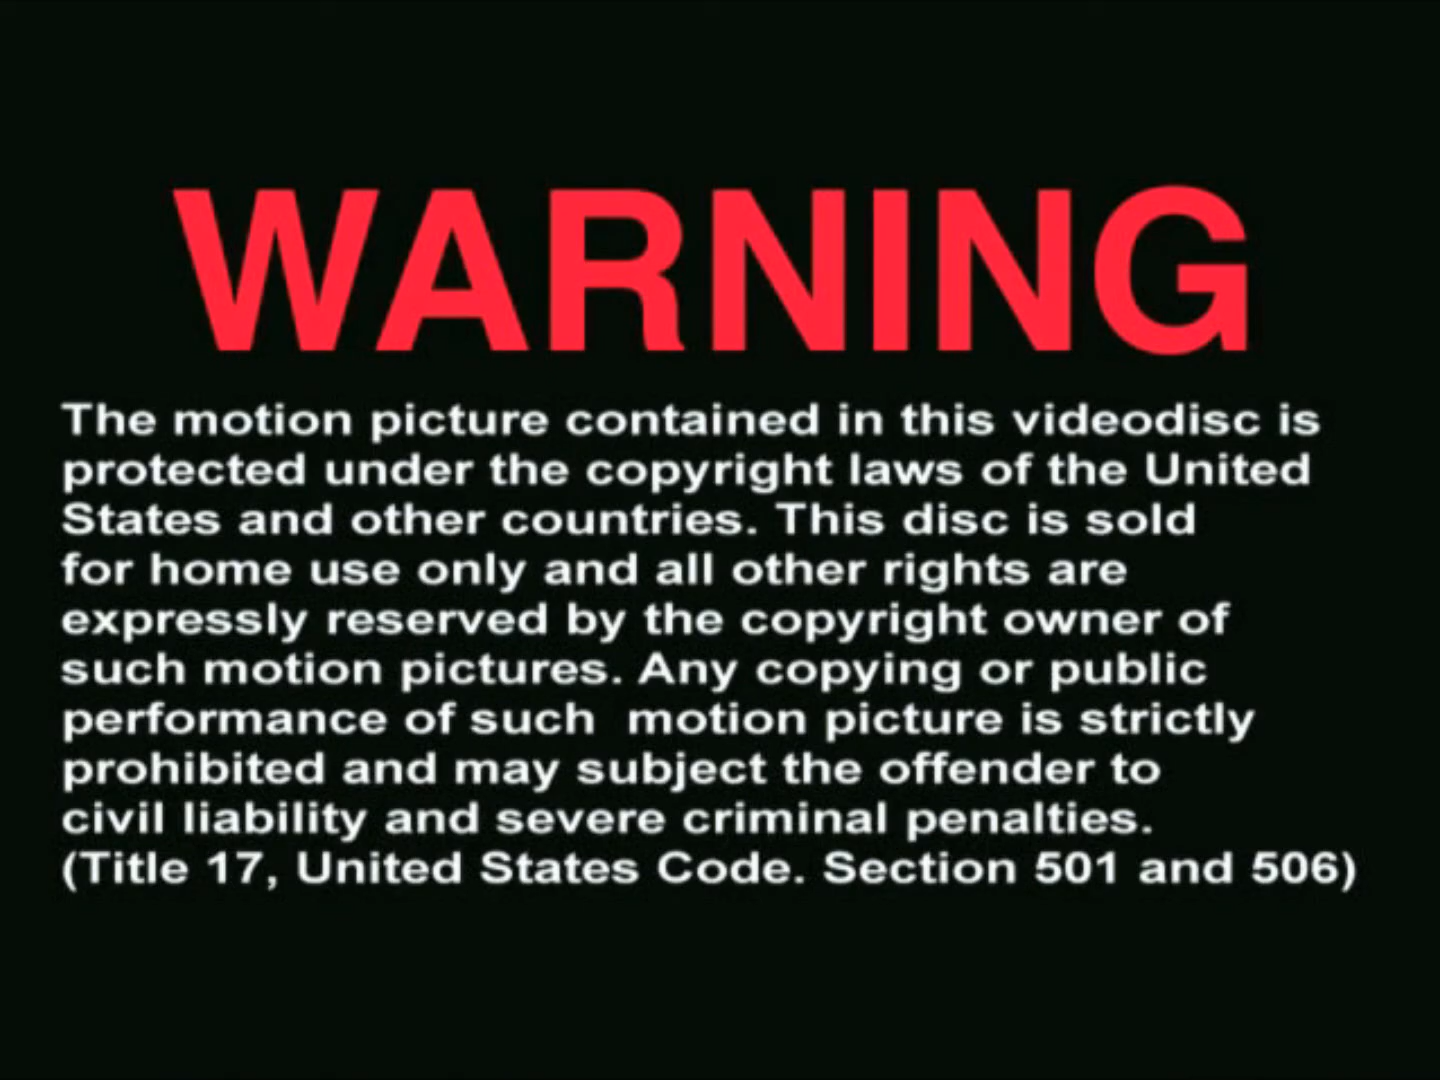 WARNING
The motion picture contained in this videodisc is
protected under the copyright laws of the United
States and other countries. This disc is sold
for home use only and all other rights are
expressly reserved by the copyright owner of
such motion pictures. Any copying or public
performance of such  motion picture is strictly
prohibited and may subject the offender to
civil liability and severe criminal penalties.
(Title 17, United States Code. Section 501 and 506)